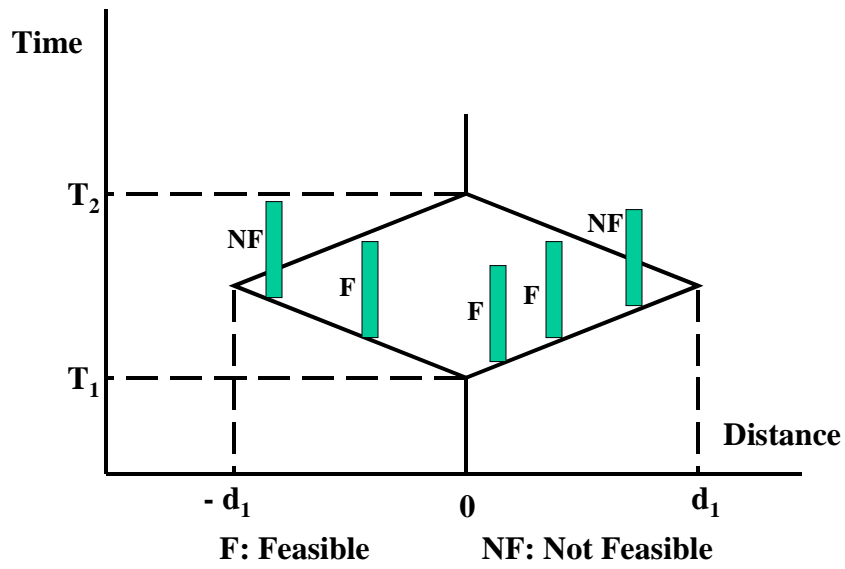 Time
T₂
NF
NF
F
F
F
T₁
Distance
- d₁
0
d₁
F: Feasible
NF: Not Feasible